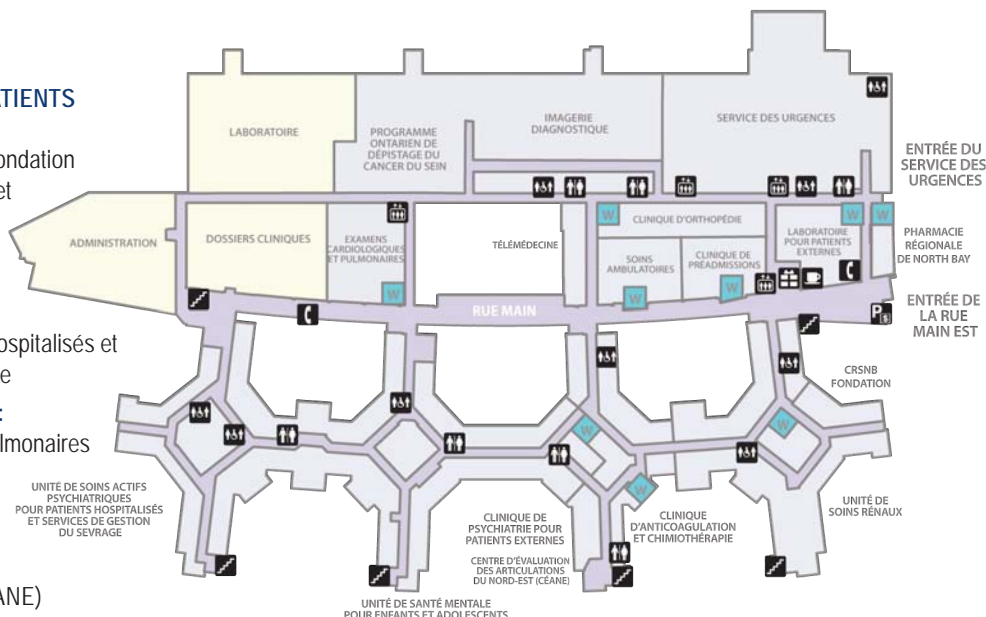 ATIENTS
ondation
et
ospitalisés et
e
:
ulmonaires
ANE)
LABORATOIRE
PROGRAMME
ONTARIEN DE
DÉPISTAGE DU
CANCER DU SEIN
IMAGERIE
DIAGNOSTIQUE
SERVICE DES URGENCES
ENTRÉE DU
SERVICE DES
URGENCES
ADMINISTRATION
DOSSIERS CLINIQUES
EXAMENS
CARDIOLOGIQUES
ET PULMONAIRES
W
TÉLÉMÉDECINE
W
CLINIQUE D'ORTHOPÉDIE
SOINS
AMBULATOIRES
W
CLINIQUE DE
PRÉADMISSIONS
W
LABORATOIRE
POUR PATIENTS
EXTERNES
W
W
PHARMACIE
RÉGIONALE
DE NORTH BAY
RUE MAIN
P
$
ENTRÉE DE
LA RUE
MAIN EST
CRSNB
FONDATION
W
W
W
UNITÉ DE SOINS ACTIFS
PSYCHIATRIQUES
POUR PATIENTS HOSPITALISÉS
ET SERVICES DE GESTION
DU SEVRAGE
CLINIQUE DE
PSYCHIATRIE POUR
PATIENTS EXTERNES
CENTRE D'ÉVALUATION
DES ARTICULATIONS
DU NORD-EST (CÉANE)
CLINIQUE
D'ANTICOAGULATION
ET CHIMIOTHÉRAPIE
UNITÉ DE
SOINS RÉNAUX
UNITÉ DE SANTÉ MENTALE
POUR ENFANTS ET ADOLESCENTS